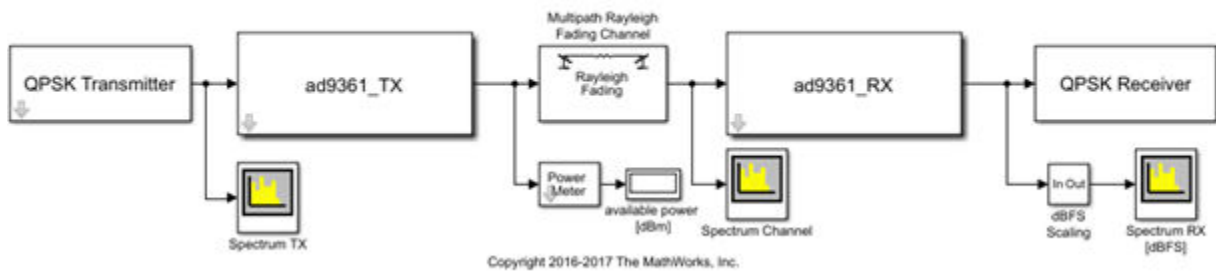 Multipath Rayleigh
Fading Channel
QPSK Transmitter
ad9361_TX
Rayleigh
Fading
ad9361_RX
QPSK Receiver
Spectrum TX
Power
Meter
available power
[dBm]
Spectrum Channel
In Out
dBFS
Scaling
Spectrum RX
[dBFS]
Copyright 2016-2017 The MathWorks, Inc.